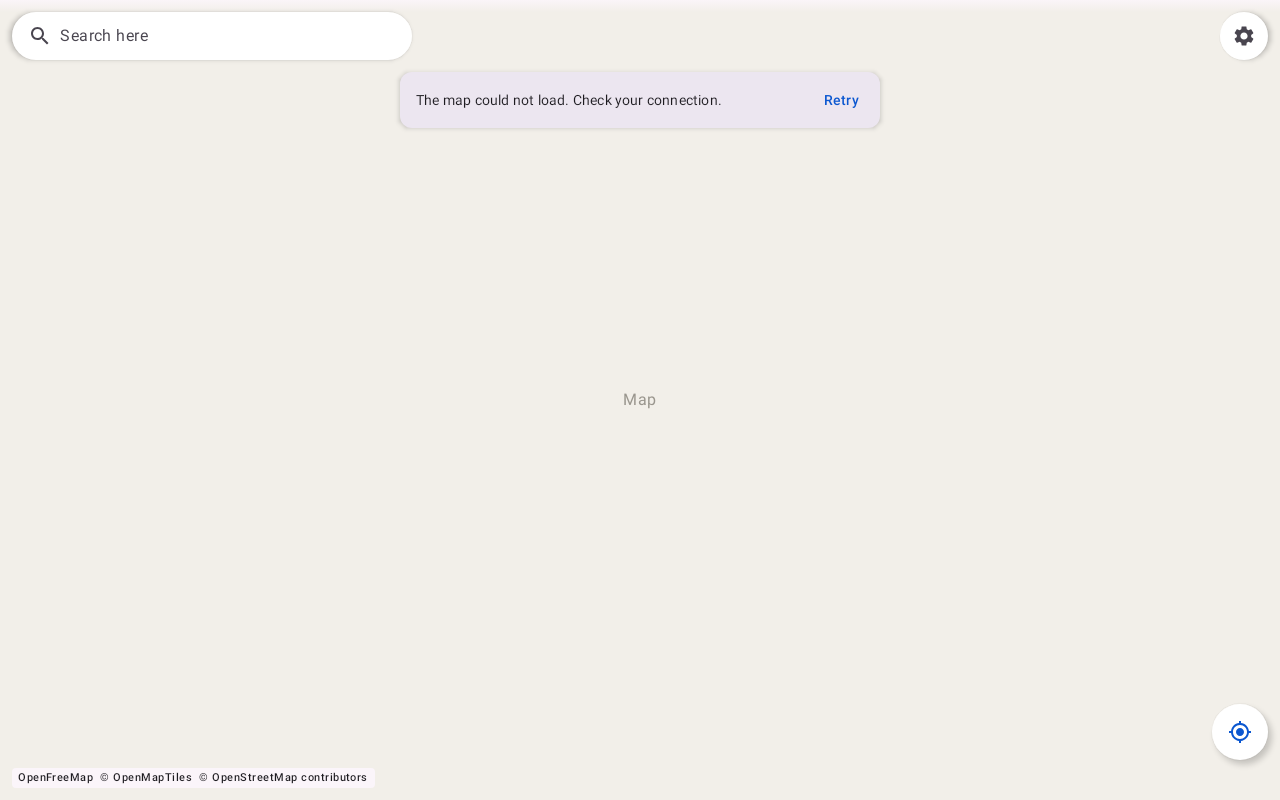 Search here
The map could not load. Check your connection. Retry
Map
OpenFreeMap © OpenMapTiles © OpenStreetMap contributors